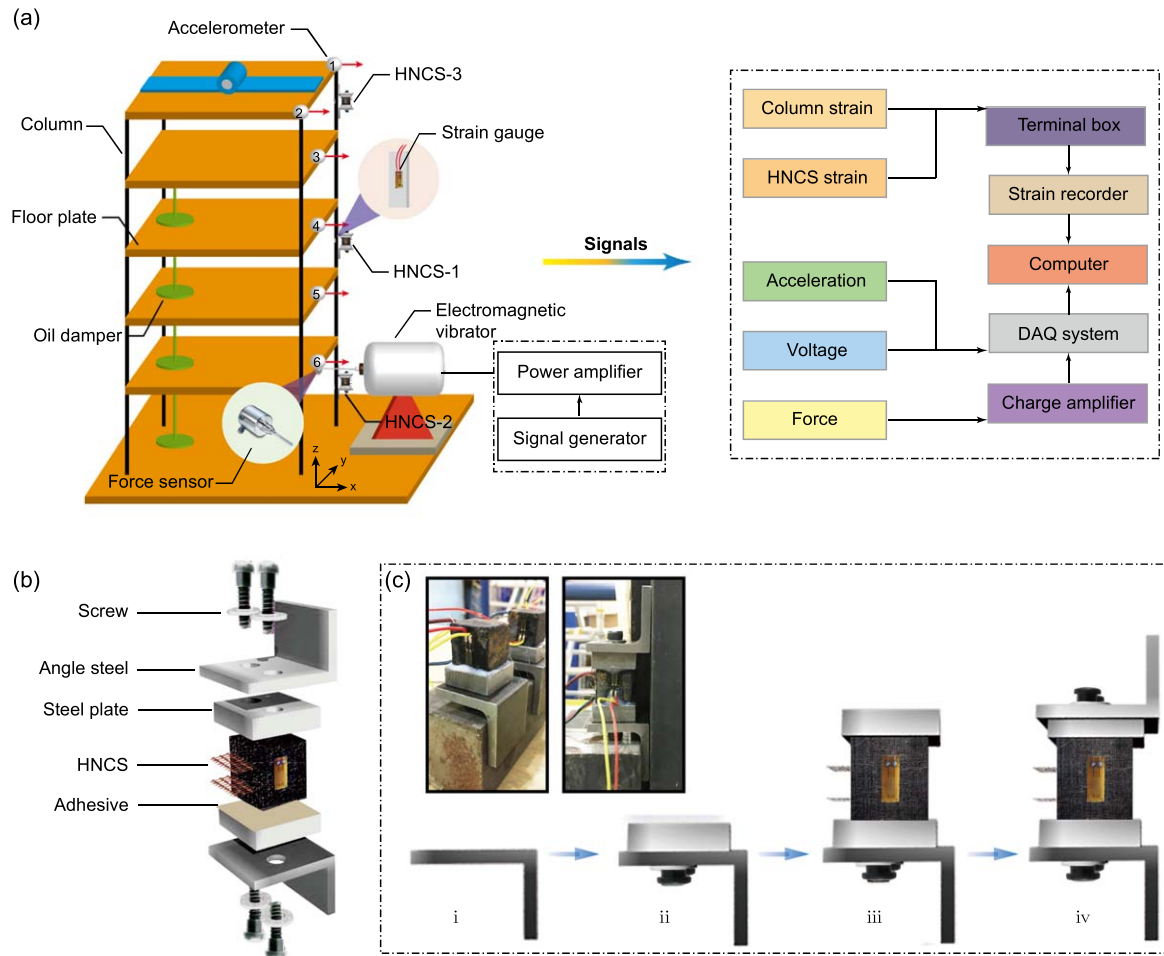 (a)
Accelerometer
1
HNCS-3
2
Column
Strain gauge
3
Floor plate
4
HNCS-1
5
Oil damper
Electromagnetic
vibrator
6
Power amplifier
HNCS-2
Signal generator
Force sensor
z
y
x
Signals
Column strain
Terminal box
HNCS strain
Strain recorder
Computer
Acceleration
DAQ system
Voltage
Charge amplifier
Force
(b)
Screw
Angle steel
Steel plate
HNCS
Adhesive
(c)
i
ii
iii
iv